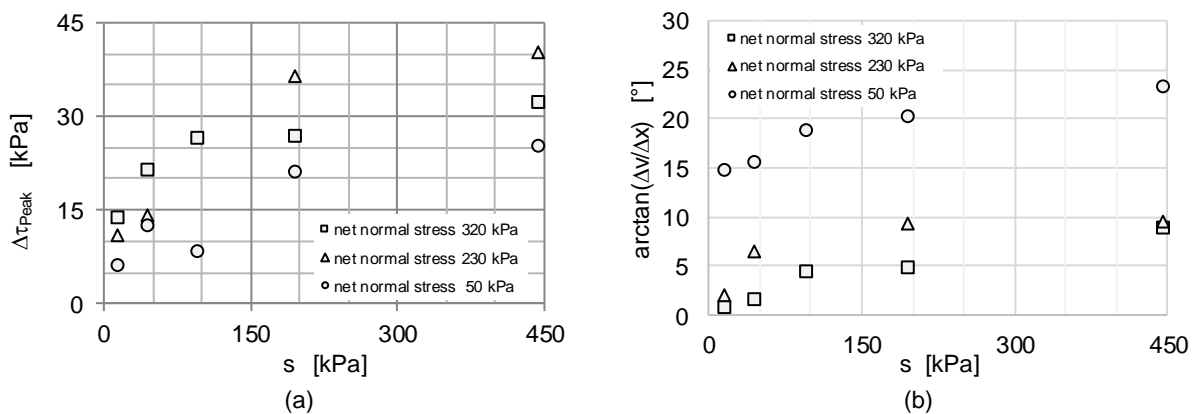 45
30
15
0
ΔτPeak [kPa]
net normal stress 320 kPa
net normal stress 230 kPa
net normal stress 50 kPa
0 150 300 450
s [kPa]
(a)
30
25
20
15
10
5
0
arctan(Δv/Δx) [°]
net normal stress 320 kPa
net normal stress 230 kPa
net normal stress 50 kPa
0 150 300 450
s [kPa]
(b)